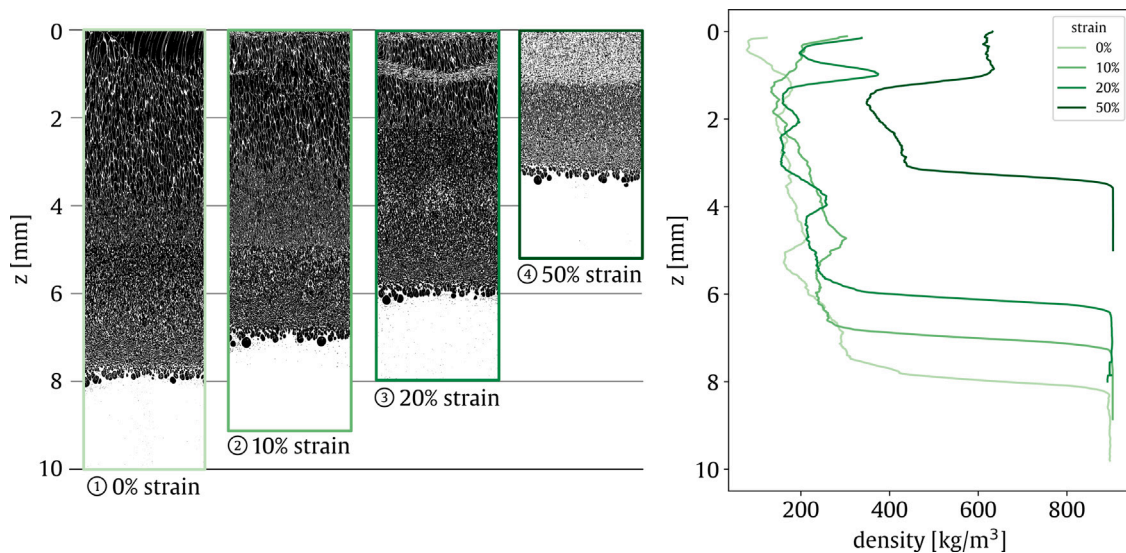 0
2
4
6
8
10
z [mm]
① 0% strain
② 10% strain
③ 20% strain
④ 50% strain
0
2
4
6
8
10
z [mm]
strain
0%
10%
20%
50%
200
400
600
800
density [kg/m³]